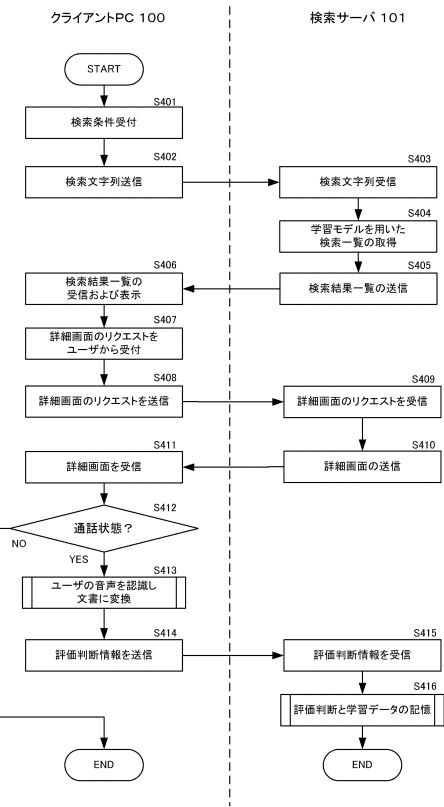 クライアントPC 100
検索サーバ 101
START
S401
検索条件受付
S402
検索文字列送信
S403
検索文字列受信
S404
学習モデルを用いた
検索一覧の取得
S405
検索結果一覧の送信
S406
検索結果一覧の
受信および表示
S407
詳細画面のリクエストを
ユーザから受付
S408
詳細画面のリクエストを送信
S409
詳細画面のリクエストを受信
S410
詳細画面の送信
S411
詳細画面を受信
S412
通話状態？
NO
YES
S413
ユーザの音声を認識し
文書に変換
S414
評価判断情報を送信
S415
評価判断情報を受信
S416
評価判断と学習データの記憶
END
END